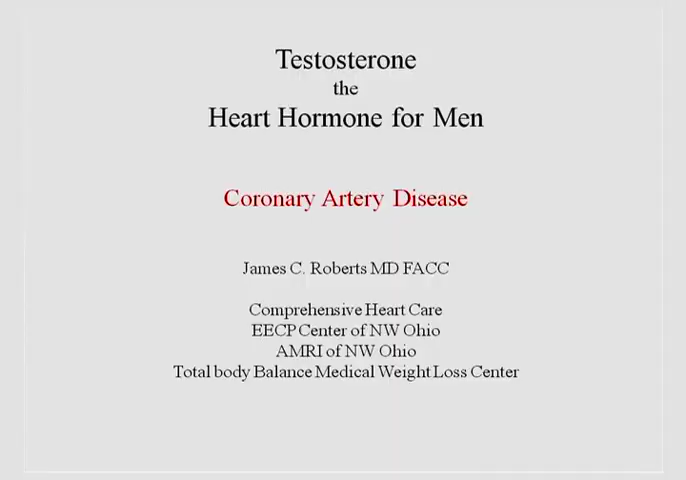 Testosterone
the
Heart Hormone for Men
Coronary Artery Disease
James C. Roberts MD FACC
Comprehensive Heart Care
EECP Center of NW Ohio
AMRI of NW Ohio
Total body Balance Medical Weight Loss Center